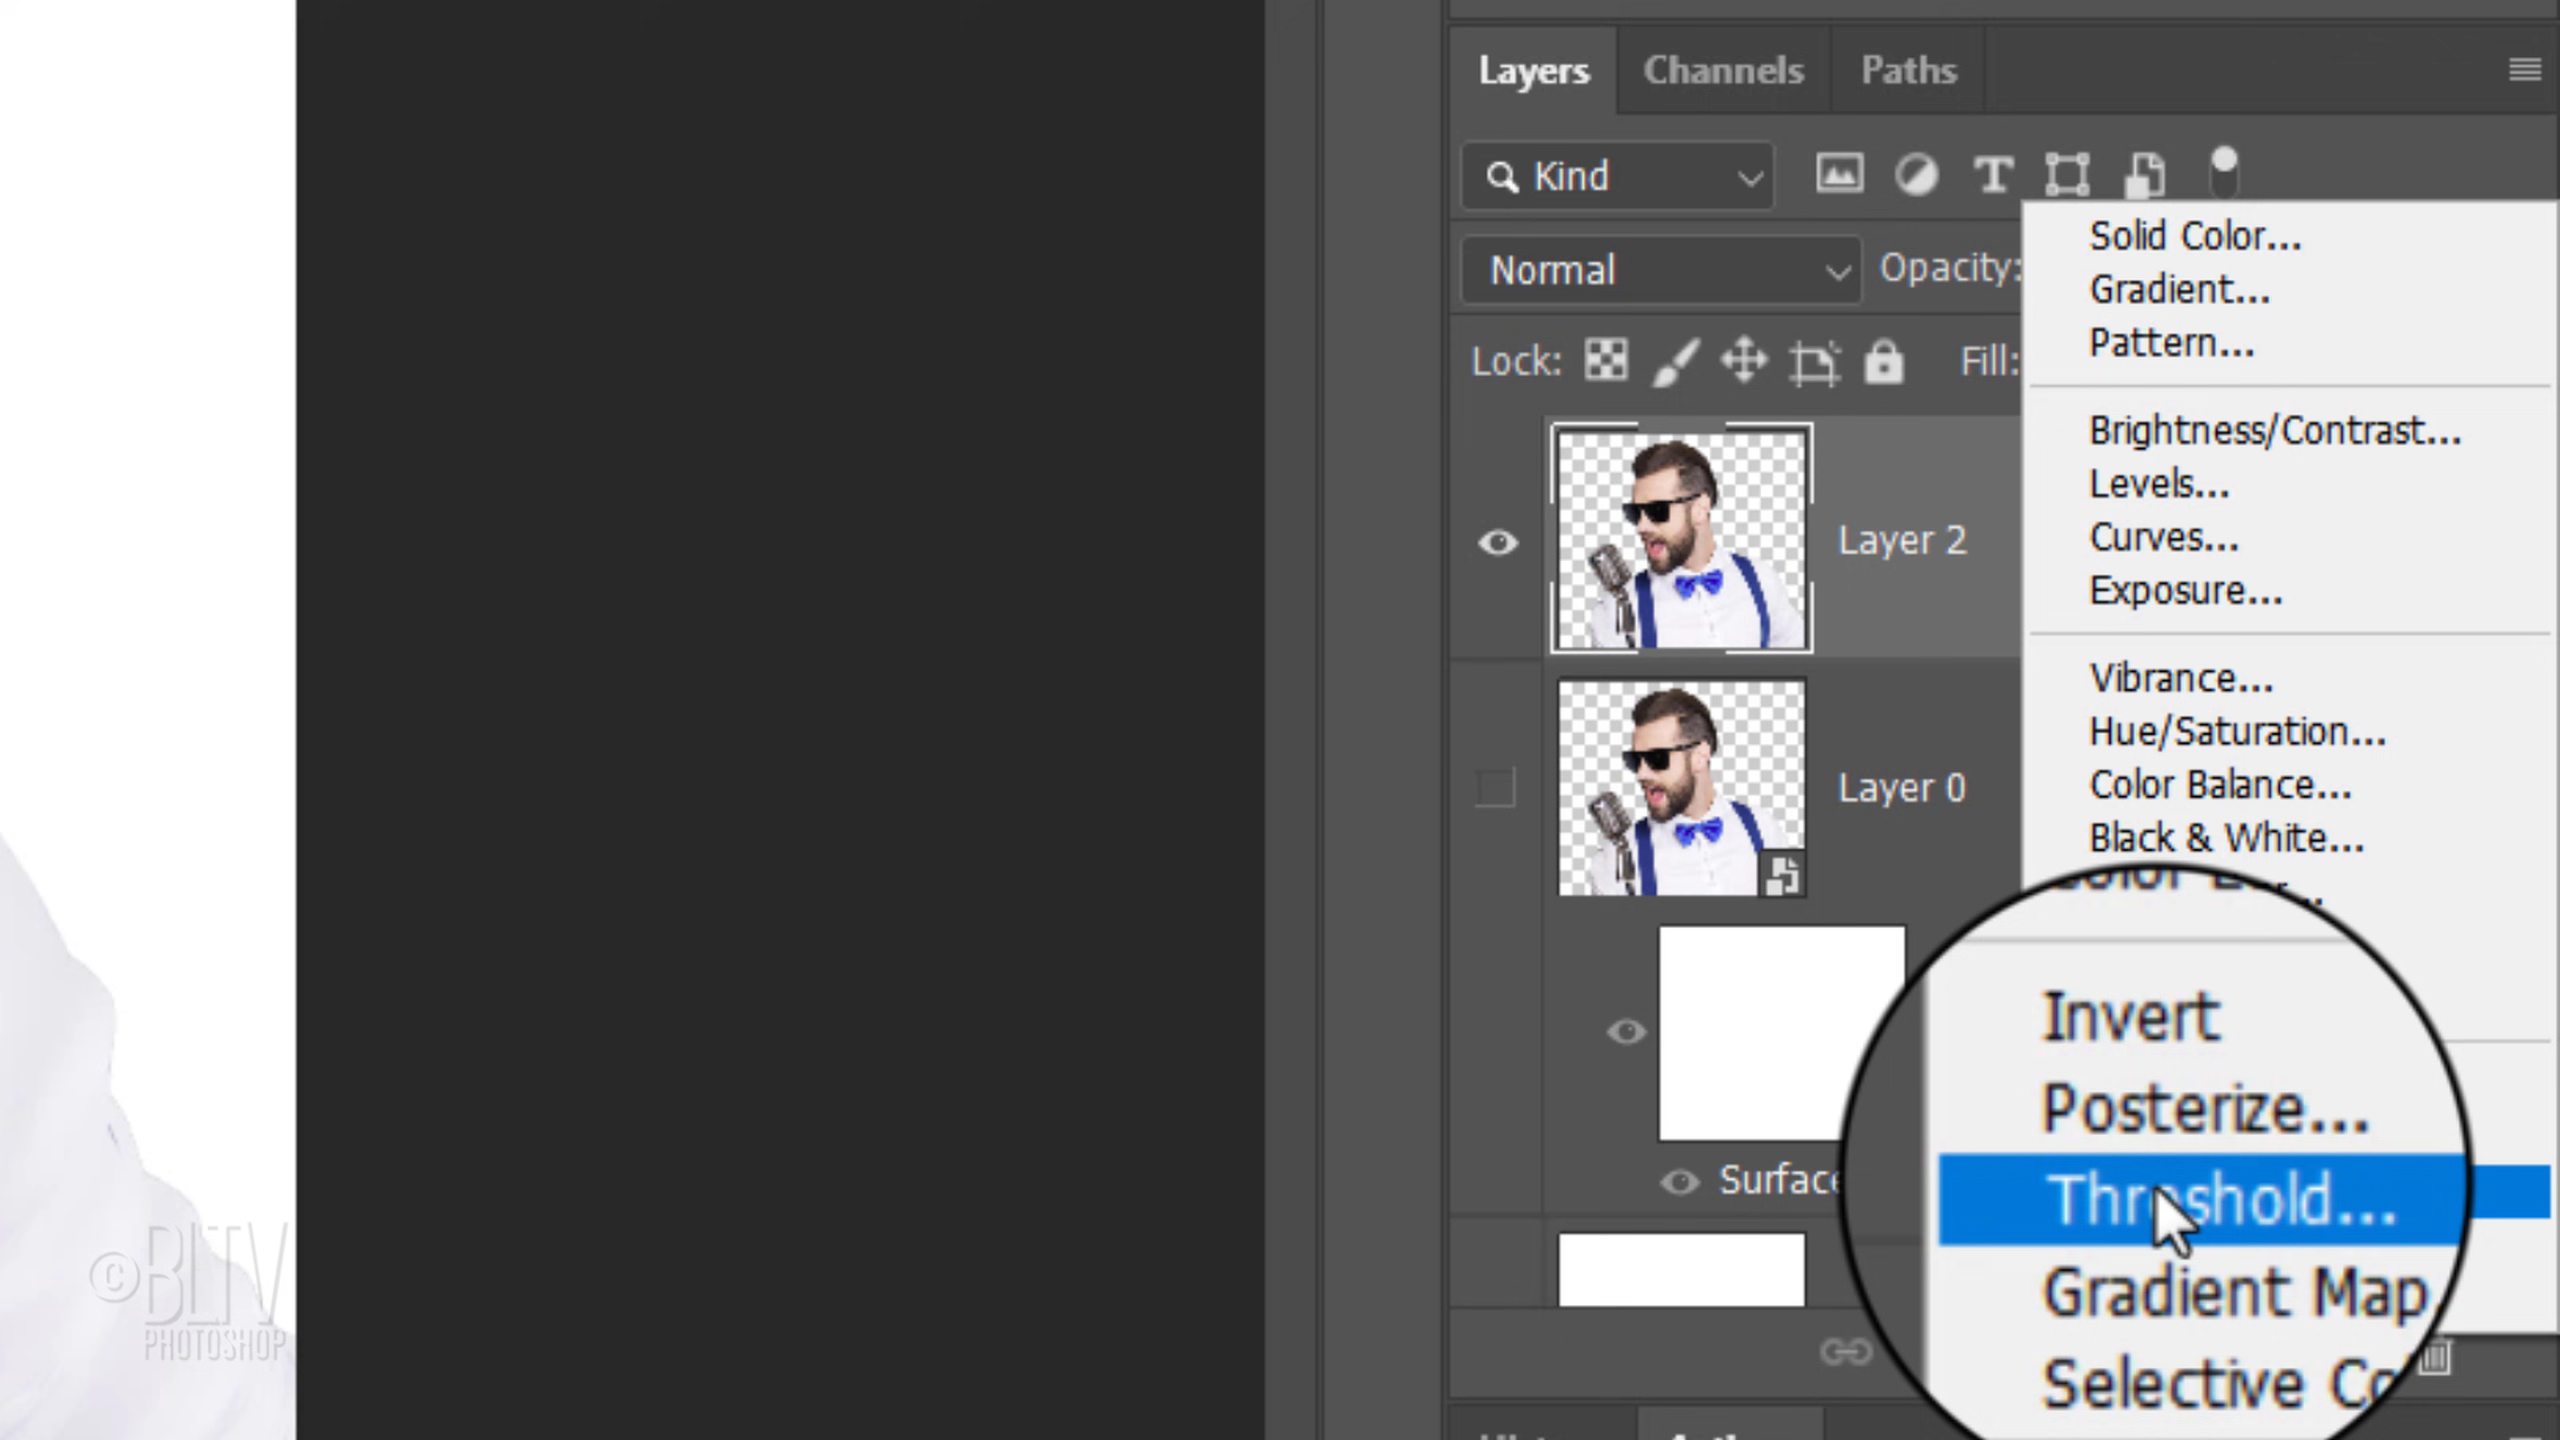 Layers Channels Paths
Kind
T
Normal
Opacity:
Lock:
Fill:
Layer 2
Layer 0
Surface
Solid Color...
Gradient...
Pattern...
Brightness/Contrast...
Levels...
Curves...
Exposure...
Vibrance...
Hue/Saturation...
Color Balance...
Black & White...
Invert
Posterize...
Threshold...
Gradient Map
Selective Co
©BLTV
PHOTOSHOP